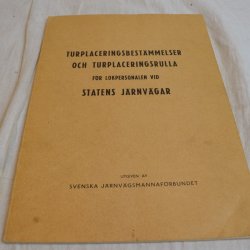 TURPLACERINGSBESTÄMMELSER
OCH TURPLACERINGSRULLA
FÖR LOKPERSONALEN VID
STATENS JÄRNVÄGAR
UTGIVEN AV
SVENSKA JÄRNVÄGSMANNAFÖRBUNDET